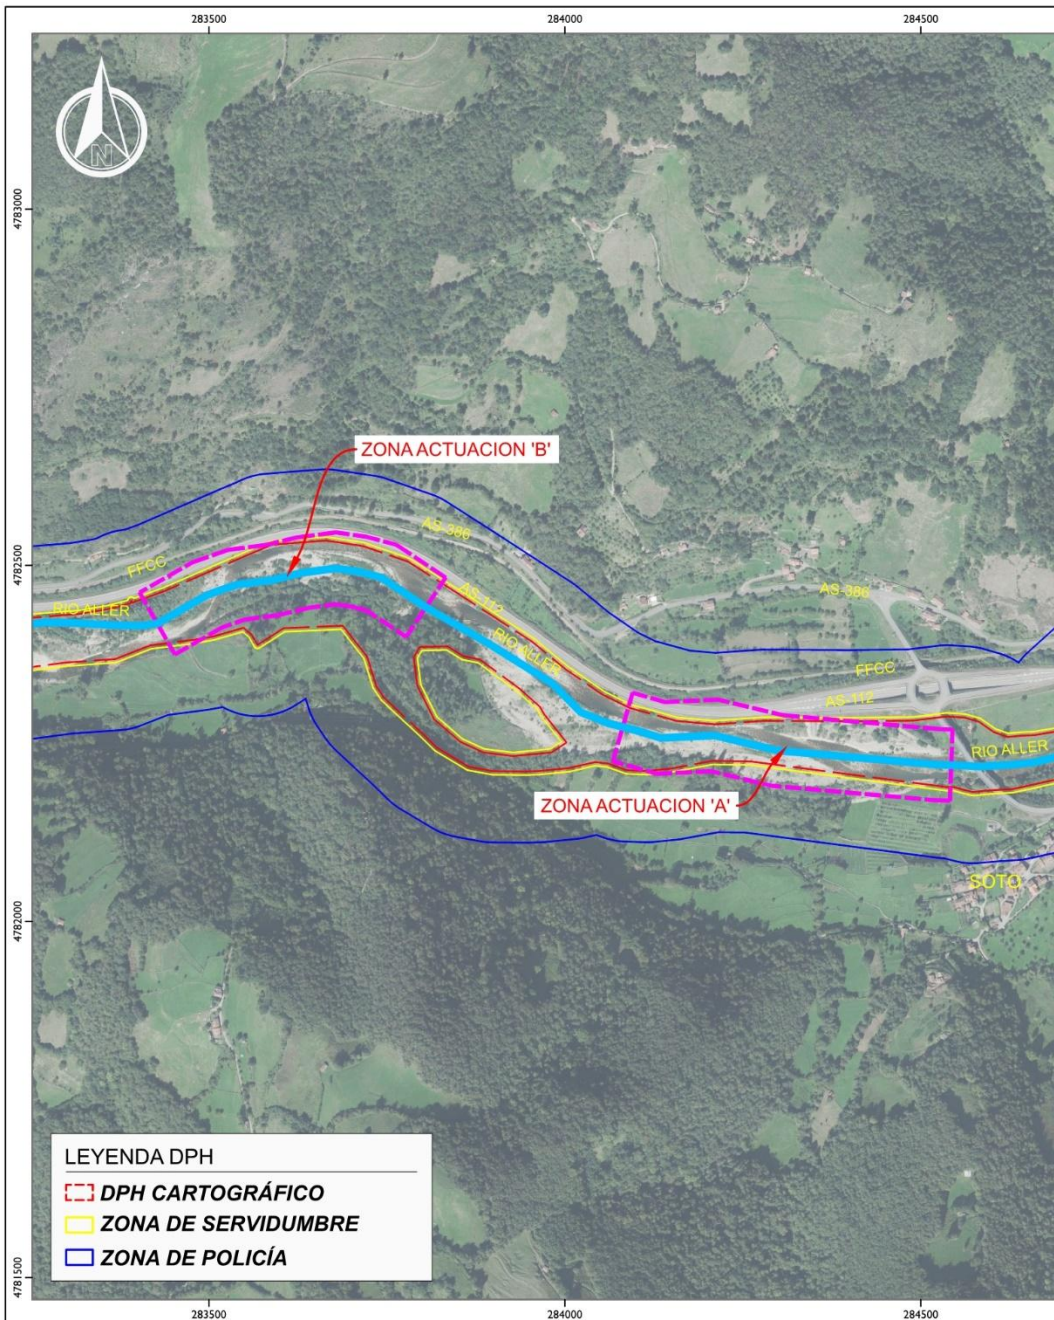 283500
284000
284500
4783000
N
ZONA ACTUACION 'B'
AS-386
4782500
FFCC
AS-386
AS-112
RIO ALLER
RIO ALLER
FFCC
AS-112
RIO ALLER
ZONA ACTUACION 'A'
SOTO
4782000
LEYENDA DPH
DPH CARTOGRÁFICO
ZONA DE SERVIDUMBRE
ZONA DE POLICÍA
4781500
283500
284000
284500